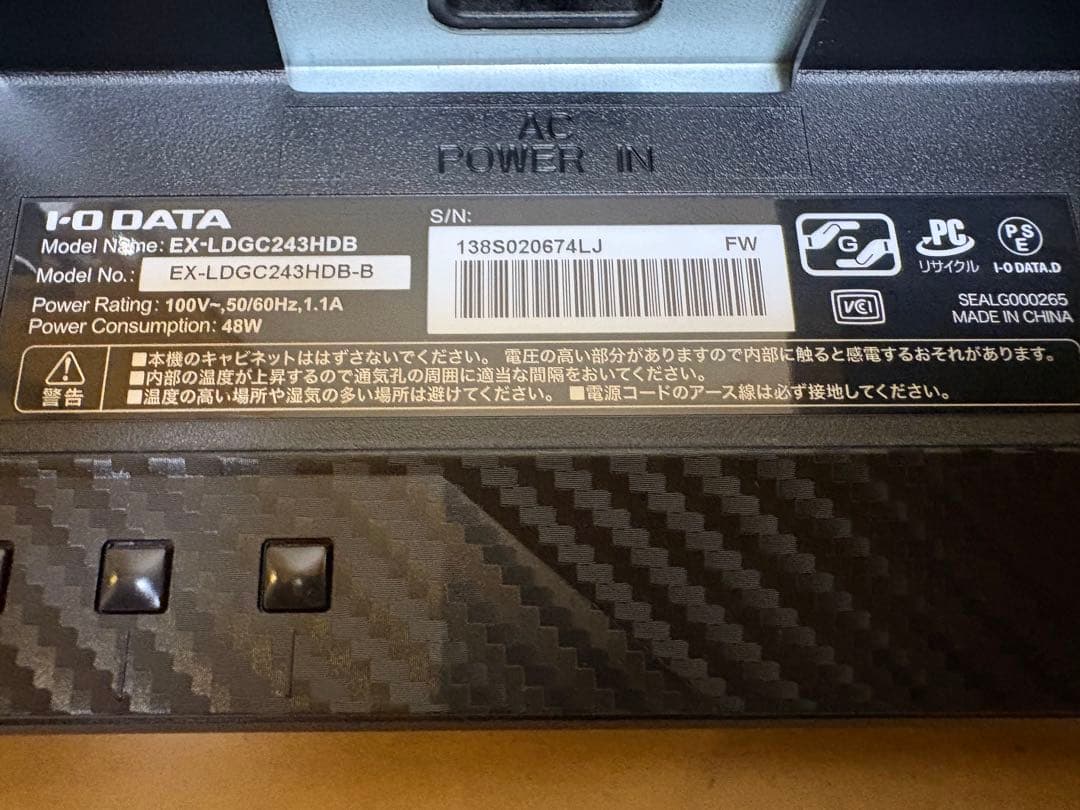 AC
POWER IN
I-O DATA
Model Name: EX-LDGC243HDB
Model No.: EX-LDGC243HDB-B
Power Rating: 100V~,50/60Hz,1.1A
Power Consumption: 48W
S/N:
138S020674LJ FW
G
PC
リサイクル
PSE
I-O DATA.D
VCCI
SEALG000265
MADE IN CHINA
警告
■本機のキャビネットははずさないでください。 電圧の高い部分がありますので内部に触ると感電するおそれがあります。
■内部の温度が上昇するので通気孔の周囲に適当な間隔をおいてください。
■温度の高い場所や湿気の多い場所は避けてください。 ■電源コードのアース線は必ず接地してください。